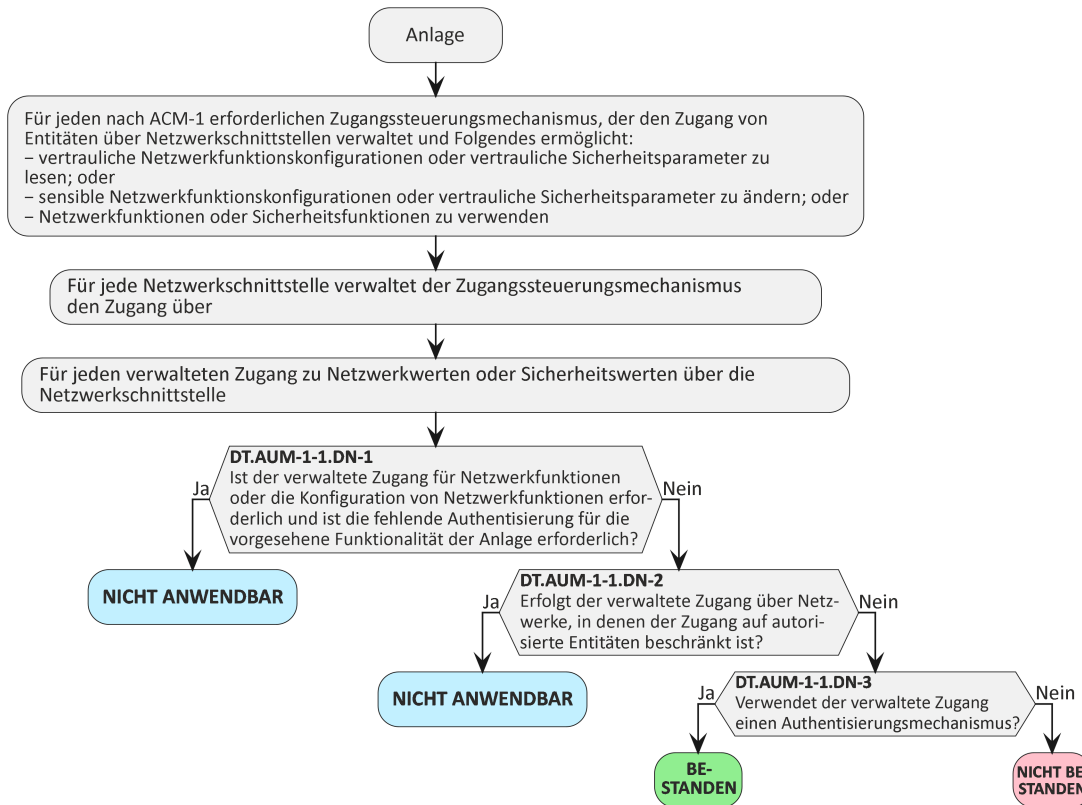 Anlage
Für jeden nach ACM-1 erforderlichen Zugangssteuerungsmechanismus, der den Zugang von
Entitäten über Netzwerkschnittstellen verwaltet und Folgendes ermöglicht:
– vertrauliche Netzwerkfunktionskonfigurationen oder vertrauliche Sicherheitsparameter zu
lesen; oder
– sensible Netzwerkfunktionskonfigurationen oder vertrauliche Sicherheitsparameter zu ändern; oder
– Netzwerkfunktionen oder Sicherheitsfunktionen zu verwenden
Für jede Netzwerkschnittstelle verwaltet der Zugangssteuerungsmechanismus
den Zugang über
Für jeden verwalteten Zugang zu Netzwerkwerten oder Sicherheitswerten über die
Netzwerkschnittstelle
DT.AUM-1-1.DN-1
Ist der verwaltete Zugang für Netzwerkfunktionen
oder die Konfiguration von Netzwerkfunktionen erfor-
derlich und ist die fehlende Authentisierung für die
vorgesehene Funktionalität der Anlage erforderlich?
Ja
Nein
NICHT ANWENDBAR
DT.AUM-1-1.DN-2
Erfolgt der verwaltete Zugang über Netz-
werke, in denen der Zugang auf autori-
sierte Entitäten beschränkt ist?
Ja
Nein
NICHT ANWENDBAR
DT.AUM-1-1.DN-3
Verwendet der verwaltete Zugang
einen Authentisierungsmechanismus?
Ja
Nein
BE-
STANDEN
NICHT BE
STANDEN